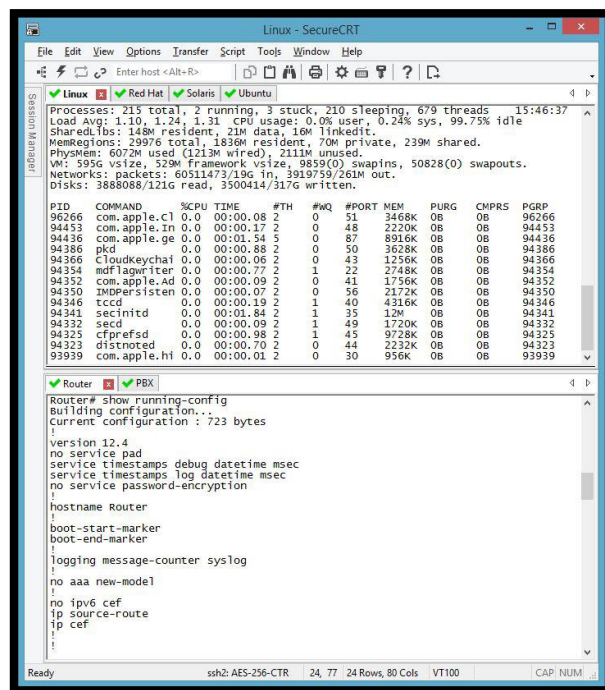 Linux - SecureCRT
File Edit View Options Transfer Script Tools Window Help
Enter host <Alt+R>
Session Manager
Linux Red Hat Solaris Ubuntu
Processes: 215 total, 2 running, 3 stuck, 210 sleeping, 679 threads 15:46:37
Load Avg: 1.10, 1.24, 1.31 CPU usage: 0.0% user, 0.24% sys, 99.75% idle
SharedLibs: 148M resident, 21M data, 16M linkedit.
MemRegions: 29976 total, 1836M resident, 70M private, 239M shared.
PhysMem: 6072M used (1213M wired), 2111M unused.
VM: 595G vsize, 529M framework vsize, 9859(0) swapins, 50828(0) swapouts.
Networks: packets: 60511473/19G in, 3919759/261M out.
Disks: 3888088/121G read, 3500414/317G written.
PID COMMAND %CPU TIME #TH #WQ #PORT MEM PURG CMPRS PGRP
96266 com.apple.Cl 0.0 00:00.08 2 0 51 3468K 0B 0B 96266
94453 com.apple.In 0.0 00:00.17 2 0 48 2220K 0B 0B 94453
94436 com.apple.ge 0.0 00:01.54 5 0 87 8916K 0B 0B 94436
94386 pkd 0.0 00:00.88 2 0 50 3628K 0B 0B 94386
94366 CloudKeychai 0.0 00:00.06 2 0 43 1256K 0B 0B 94366
94354 mdflagwriter 0.0 00:00.77 2 1 22 2748K 0B 0B 94354
94352 com.apple.Ad 0.0 00:00.09 2 0 41 1756K 0B 0B 94352
94350 IMDPersisten 0.0 00:00.07 2 0 56 2172K 0B 0B 94350
94346 tccd 0.0 00:00.19 2 1 40 4316K 0B 0B 94346
94341 secinitd 0.0 00:01.84 2 1 35 12M 0B 0B 94341
94332 secd 0.0 00:00.09 2 1 49 1720K 0B 0B 94332
94325 cfprefsd 0.0 00:00.98 2 1 45 9728K 0B 0B 94325
94323 distnoted 0.0 00:00.70 2 0 44 2232K 0B 0B 94323
93939 com.apple.hi 0.0 00:00.01 2 0 30 956K 0B 0B 93939
Router PBX
Router# show running-config
Building configuration...
Current configuration : 723 bytes
!
version 12.4
no service pad
service timestamps debug datetime msec
service timestamps log datetime msec
no service password-encryption
!
hostname Router
!
boot-start-marker
boot-end-marker
!
logging message-counter syslog
!
no aaa new-model
!
no ipv6 cef
ip source-route
ip cef
!
!
Ready ssh2: AES-256-CTR 24, 77 24 Rows, 80 Cols VT100 CAP NUM